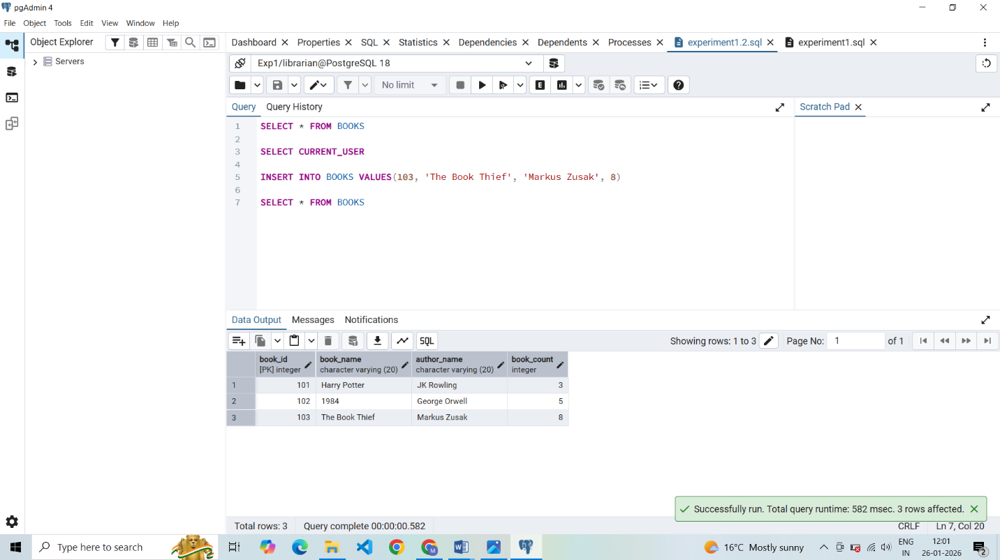 pgAdmin 4
File Object Tools Edit View Window Help
Object Explorer
Servers
Dashboard Properties SQL Statistics Dependencies Dependents Processes experiment1.2.sql experiment1.sql
Exp1/librarian@PostgreSQL 18
No limit
E
Query Query History
Scratch Pad
1 SELECT * FROM BOOKS
2
3 SELECT CURRENT_USER
4
5 INSERT INTO BOOKS VALUES(103, 'The Book Thief', 'Markus Zusak', 8)
6
7 SELECT * FROM BOOKS
Data Output Messages Notifications
SQL Showing rows: 1 to 3 Page No: 1 of 1
book_id book_name author_name book_count
[PK] integer character varying (20) character varying (20) integer
1 101 Harry Potter JK Rowling 3
2 102 1984 George Orwell 5
3 103 The Book Thief Markus Zusak 8
Successfully run. Total query runtime: 582 msec. 3 rows affected.
Total rows: 3 Query complete 00:00:00.582 CRLF Ln 7, Col 20
Type here to search
16°C Mostly sunny
ENG
IN
12:01
26-01-2026
2